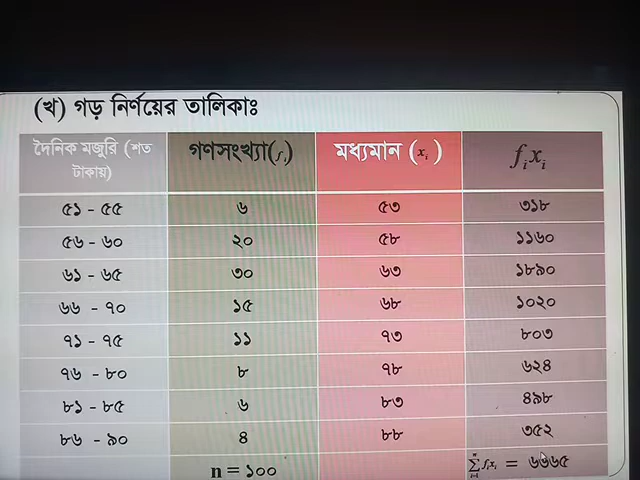 (খ) গড় নির্ণয়ের তালিকাঃ
দৈনিক মজুরি (শত টাকায়) গণসংখ্যা(fᵢ) মধ্যমান (xᵢ) fᵢxᵢ
৫১ - ৫৫ ৬ ৫৩ ৩১৮
৫৬ - ৬০ ২০ ৫৮ ১১৬০
৬১ - ৬৫ ৩০ ৬৩ ১৮৯০
৬৬ - ৭০ ১৫ ৬৮ ১০২০
৭১ - ৭৫ ১১ ৭৩ ৮০৩
৭৬ - ৮০ ৮ ৭৮ ৬২৪
৮১ - ৮৫ ৬ ৮৩ ৪৯৮
৮৬ - ৯০ ৪ ৮৮ ৩৫২
n = ১০০ ∑ᵢ₌₁ⁿ fᵢxᵢ = ৬৬৬৫